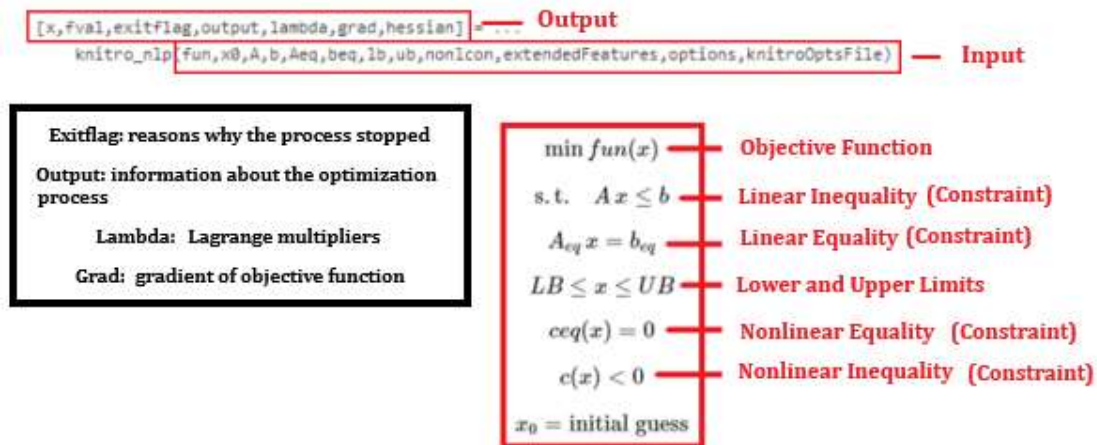 [x,fval,exitflag,output,lambda,grad,hessian] = ... Output
knitro_nlp(fun,x0,A,b,Aeq,beq,lb,ub,nonlcon,extendedFeatures,options,knitroOptsFile) Input
Exitflag: reasons why the process stopped
Output: information about the optimization
process
Lambda: Lagrange multipliers
Grad: gradient of objective function
min fun(x) Objective Function
s.t. A x ≤ b Linear Inequality (Constraint)
A_eq x = b_eq Linear Equality (Constraint)
LB ≤ x ≤ UB Lower and Upper Limits
ceq(x) = 0 Nonlinear Equality (Constraint)
c(x) < 0 Nonlinear Inequality (Constraint)
x_0 = initial guess